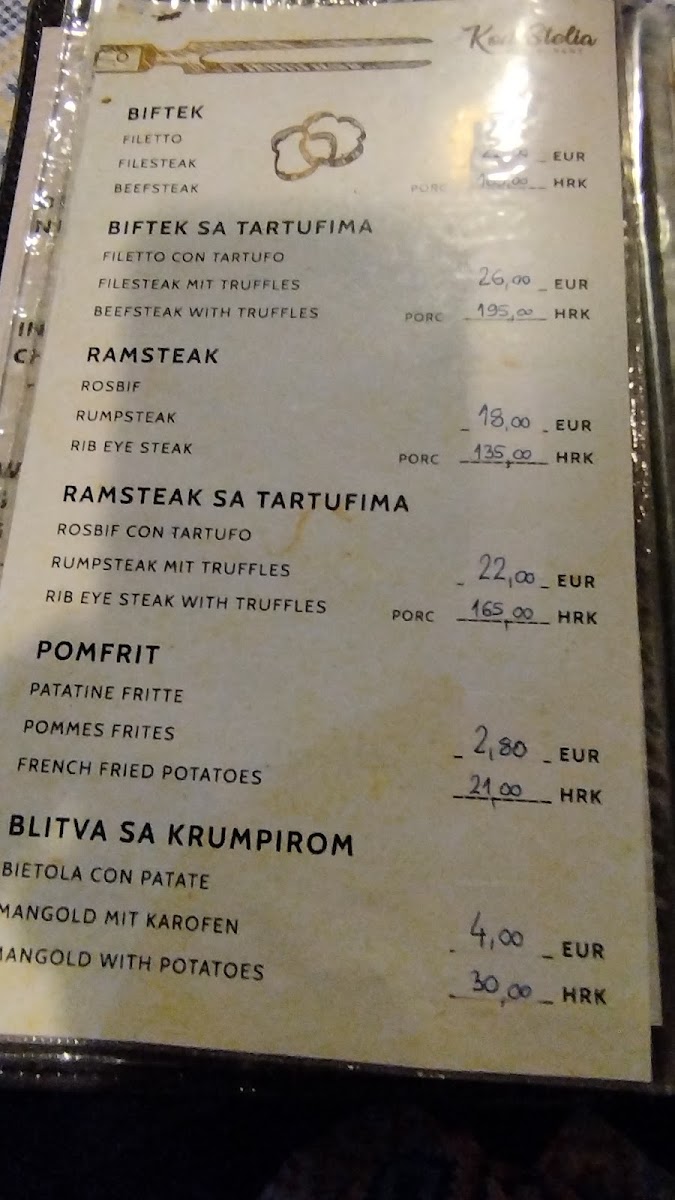 Kod Stolia
BIFTEK
FILETTO
FILESTEAK EUR
BEEFSTEAK PORC HRK
BIFTEK SA TARTUFIMA
FILETTO CON TARTUFO
FILESTEAK MIT TRUFFLES 26,00 EUR
BEEFSTEAK WITH TRUFFLES PORC 195,00 HRK
RAMSTEAK
ROSBIF
RUMPSTEAK 18,00 EUR
RIB EYE STEAK PORC 135,00 HRK
RAMSTEAK SA TARTUFIMA
ROSBIF CON TARTUFO
RUMPSTEAK MIT TRUFFLES 22,00 EUR
RIB EYE STEAK WITH TRUFFLES PORC 165,00 HRK
POMFRIT
PATATINE FRITTE
POMMES FRITES 2,80 EUR
FRENCH FRIED POTATOES 21,00 HRK
BLITVA SA KRUMPIROM
BIETOLA CON PATATE
MANGOLD MIT KAROFEN 4,00 EUR
MANGOLD WITH POTATOES 30,00 HRK